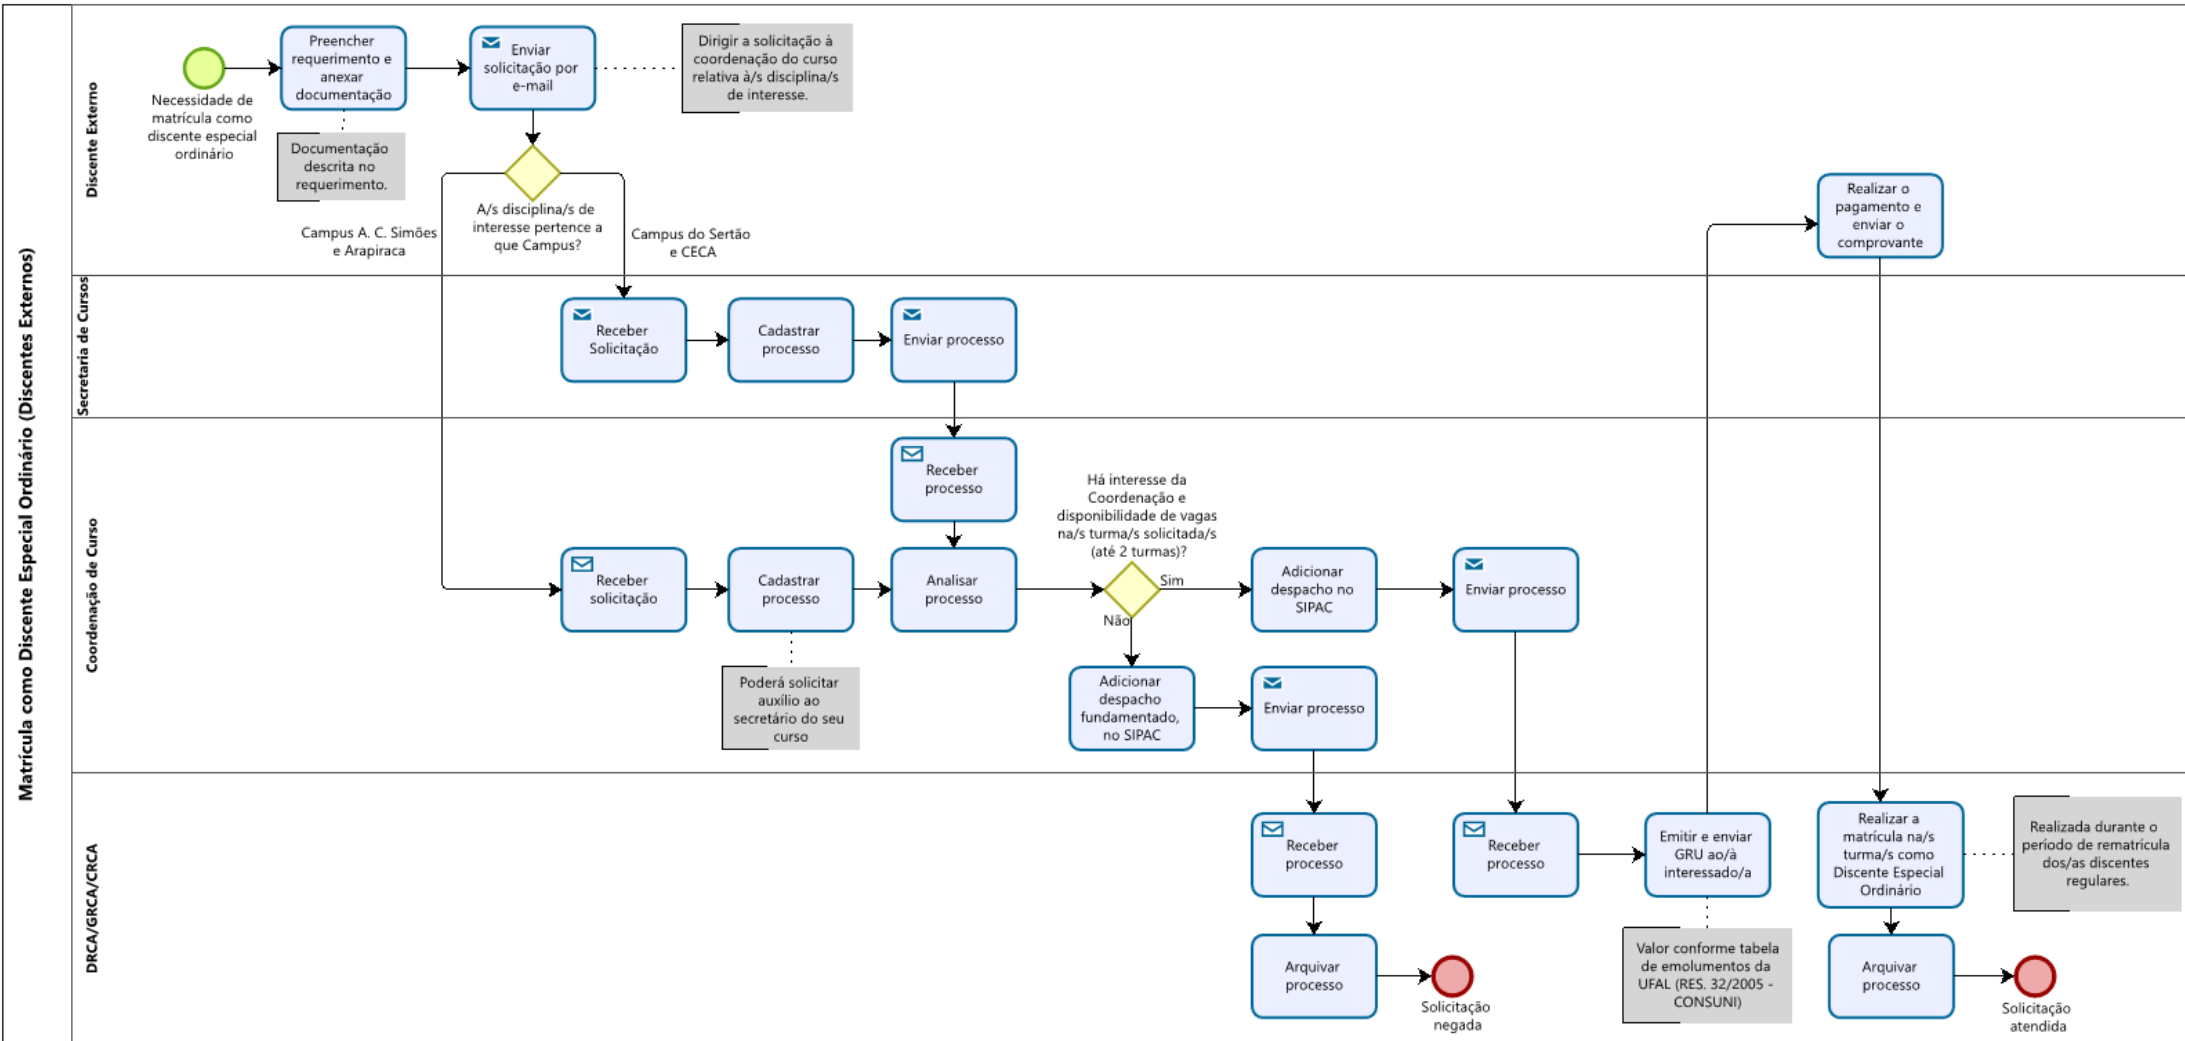 Matrícula como Discente Especial Ordinário (Discentes Externos)
Discente Externo
Necessidade de
matrícula como
discente especial
ordinário
Preencher
requerimento e
anexar
documentação
Documentação
descrita no
requerimento.
Enviar
solicitação por
e-mail
Dirigir a solicitação à
coordenação do curso
relativa à/s disciplina/s
de interesse.
A/s disciplina/s de
interesse pertence a
que Campus?
Campus A. C. Simões
e Arapiraca
Campus do Sertão
e CECA
Realizar o
pagamento e
enviar o
comprovante
Secretaria de Cursos
Receber
Solicitação
Cadastrar
processo
Enviar processo
Coordenação de Curso
Receber
processo
Receber
solicitação
Cadastrar
processo
Poderá solicitar
auxílio ao
secretário do seu
curso
Analisar
processo
Há interesse da
Coordenação e
disponibilidade de vagas
na/s turma/s solicitada/s
(até 2 turmas)?
Sim
Não
Adicionar
despacho no
SIPAC
Enviar processo
Adicionar
despacho
fundamentado,
no SIPAC
Enviar processo
DRCA/GRCA/CRCA
Receber
processo
Arquivar
processo
Solicitação
negada
Receber
processo
Emitir e enviar
GRU ao/à
interessado/a
Valor conforme tabela
de emolumentos da
UFAL (RES. 32/2005 -
CONSUNI)
Realizar a
matrícula na/s
turma/s como
Discente Especial
Ordinário
Realizada durante o
período de rematrícula
dos/as discentes
regulares.
Arquivar
processo
Solicitação
atendida